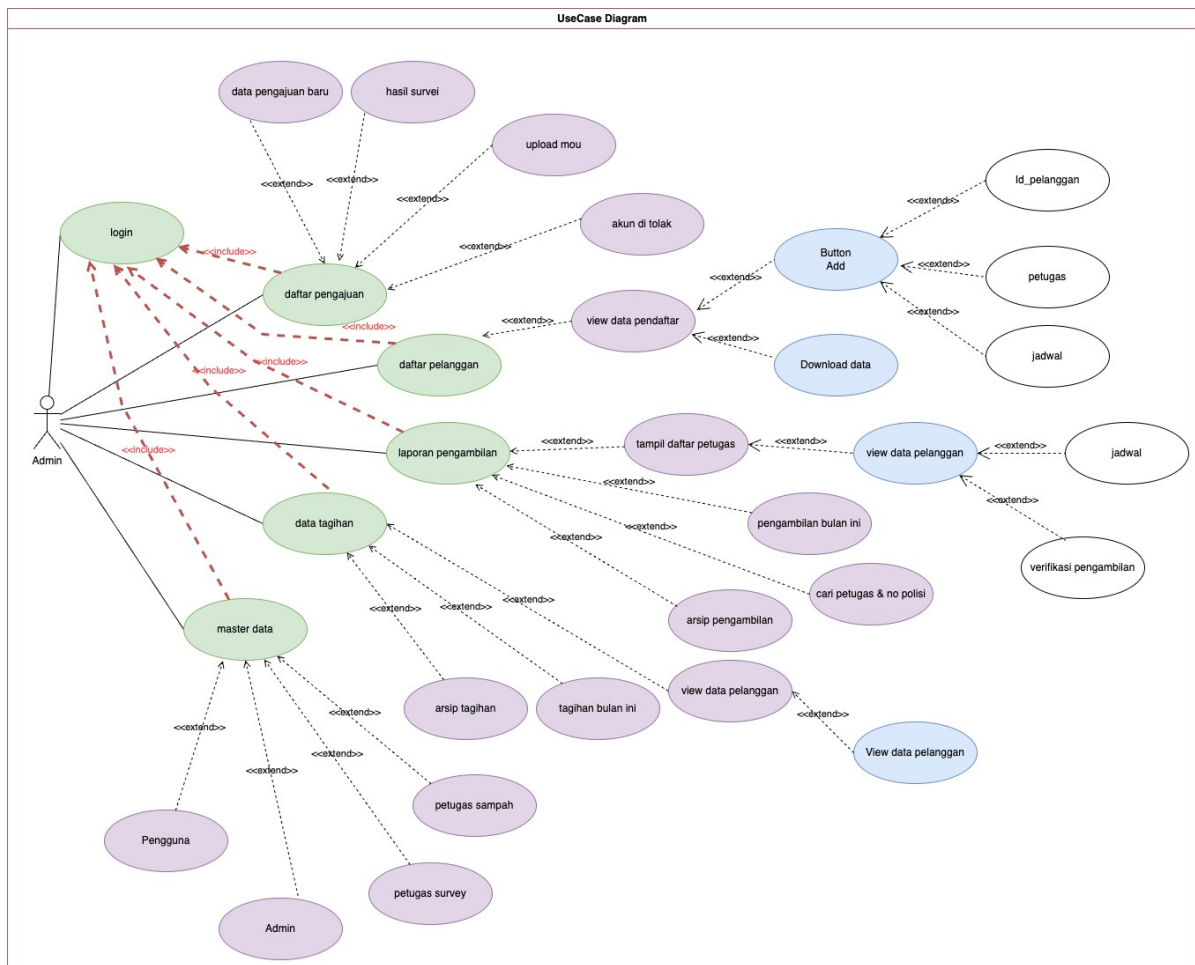 UseCase Diagram
data pengajuan baru
hasil survei
upload mou
<<extend>>
<<extend>>
<<extend>>
Id_pelanggan
<<extend>>
login
akun di tolak
<<extend>>
<<include>>
Button
Add
<<extend>>
petugas
<<extend>>
daftar pengajuan
view data pendaftar
<<extend>>
<<extend>>
<<include>>
<<extend>>
jadwal
<<include>>
daftar pelanggan
<<extend>>
Download data
<<include>>
Admin
<<include>>
laporan pengambilan
<<extend>>
tampil daftar petugas
<<extend>>
view data pelanggan
<<extend>>
jadwal
<<extend>>
<<extend>>
data tagihan
pengambilan bulan ini
<<extend>>
verifikasi pengambilan
<<extend>>
cari petugas & no polisi
<<extend>>
<<extend>>
<<extend>>
arsip pengambilan
master data
view data pelanggan
arsip tagihan
tagihan bulan ini
<<extend>>
<<extend>>
<<extend>>
View data pelanggan
<<extend>>
<<extend>>
petugas sampah
Pengguna
petugas survey
Admin